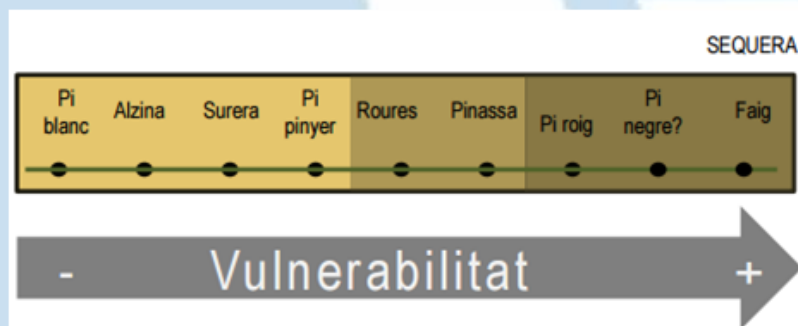 SEQUERA
Pi blanc
Alzina
Surera
Pi pinyer
Roures
Pinassa
Pi roig
Pi negre?
Faig
- Vulnerabilitat +